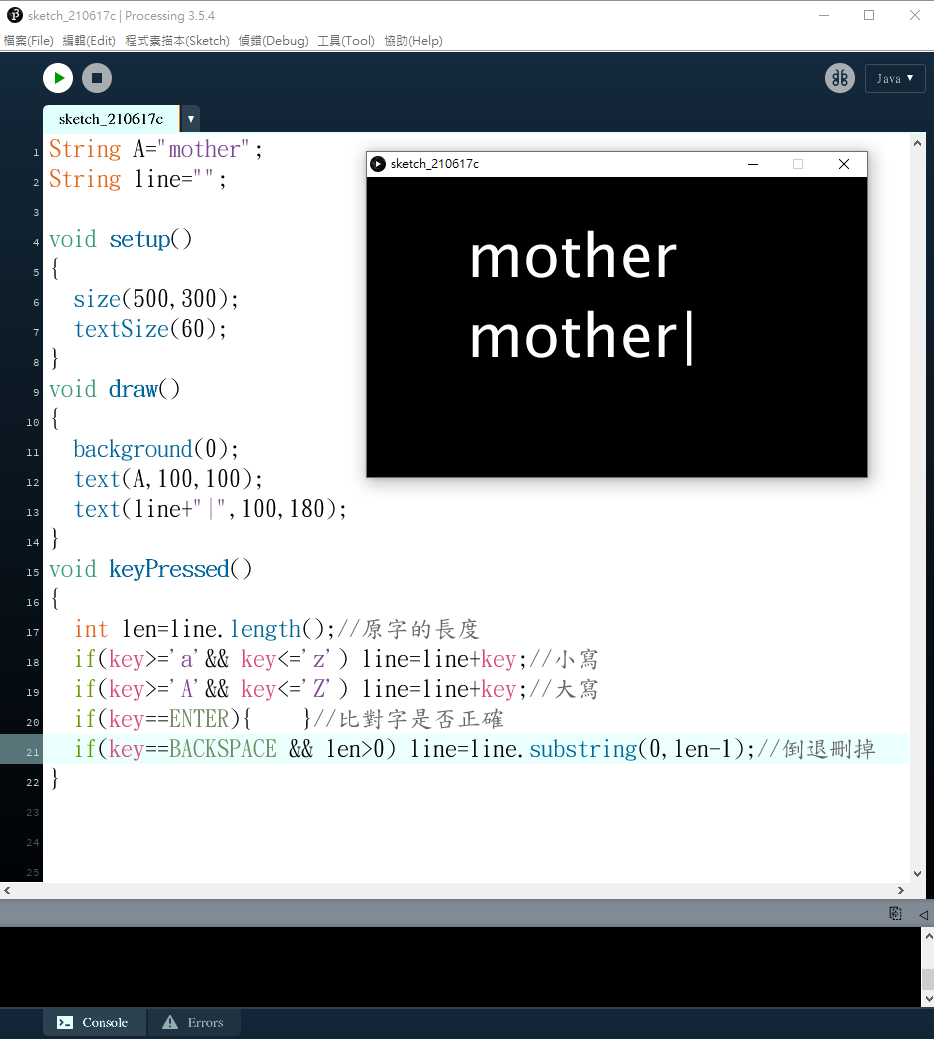 sketch_210617c | Processing 3.5.4
檔案(File) 編輯(Edit) 程式素描本(Sketch) 偵錯(Debug) 工具(Tool) 協助(Help)
Java ▼
sketch_210617c ▼
1 String A="mother";
2 String line="";
3
4 void setup()
5 {
6   size(500,300);
7   textSize(60);
8 }
9 void draw()
10 {
11   background(0);
12   text(A,100,100);
13   text(line+"|",100,180);
14 }
15 void keyPressed()
16 {
17   int len=line.length();//原字的長度
18   if(key>='a'&& key<='z') line=line+key;//小寫
19   if(key>='A'&& key<='Z') line=line+key;//大寫
20   if(key==ENTER){    }//比對字是否正確
21   if(key==BACKSPACE && len>0) line=line.substring(0,len-1);//倒退刪掉
22 }
23
24
25
sketch_210617c
mother
mother|
Console Errors